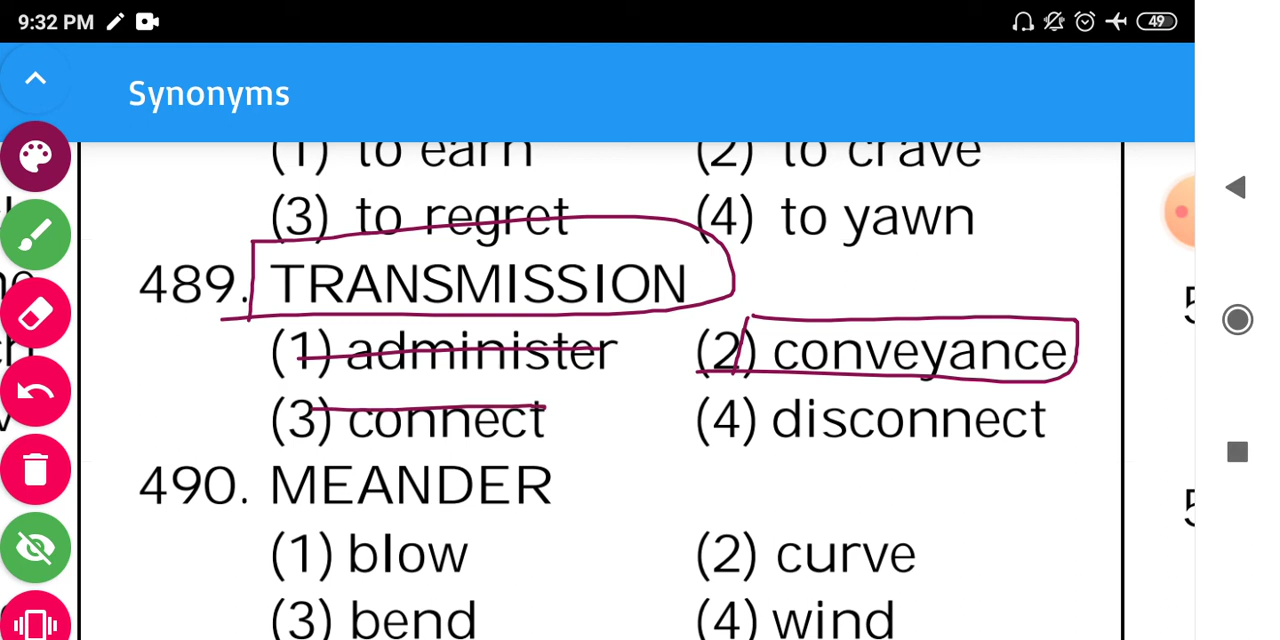 9:32 PM 49
Synonyms
(1) to earn (2) to crave
(3) to regret (4) to yawn
489. TRANSMISSION
(1) administer (2) conveyance
(3) connect (4) disconnect
490. MEANDER
(1) blow (2) curve
(3) bend (4) wind